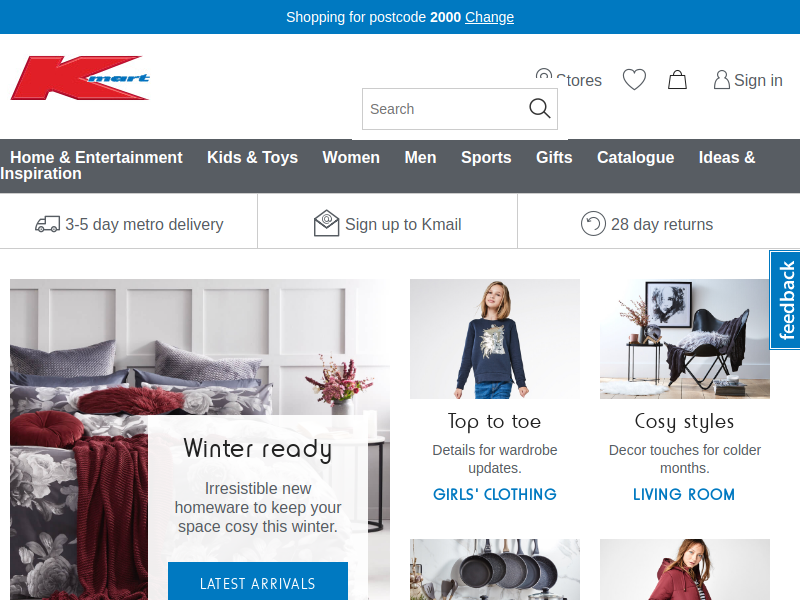 Shopping for postcode 2000 Change
Kmart
Stores
Sign in
Search
Home & Entertainment Kids & Toys Women Men Sports Gifts Catalogue Ideas &
Inspiration
3-5 day metro delivery
Sign up to Kmail
28 day returns
feedback
Winter ready
Irresistible new
homeware to keep your
space cosy this winter.
LATEST ARRIVALS
Top to toe
Details for wardrobe
updates.
GIRLS' CLOTHING
Cosy styles
Decor touches for colder
months.
LIVING ROOM